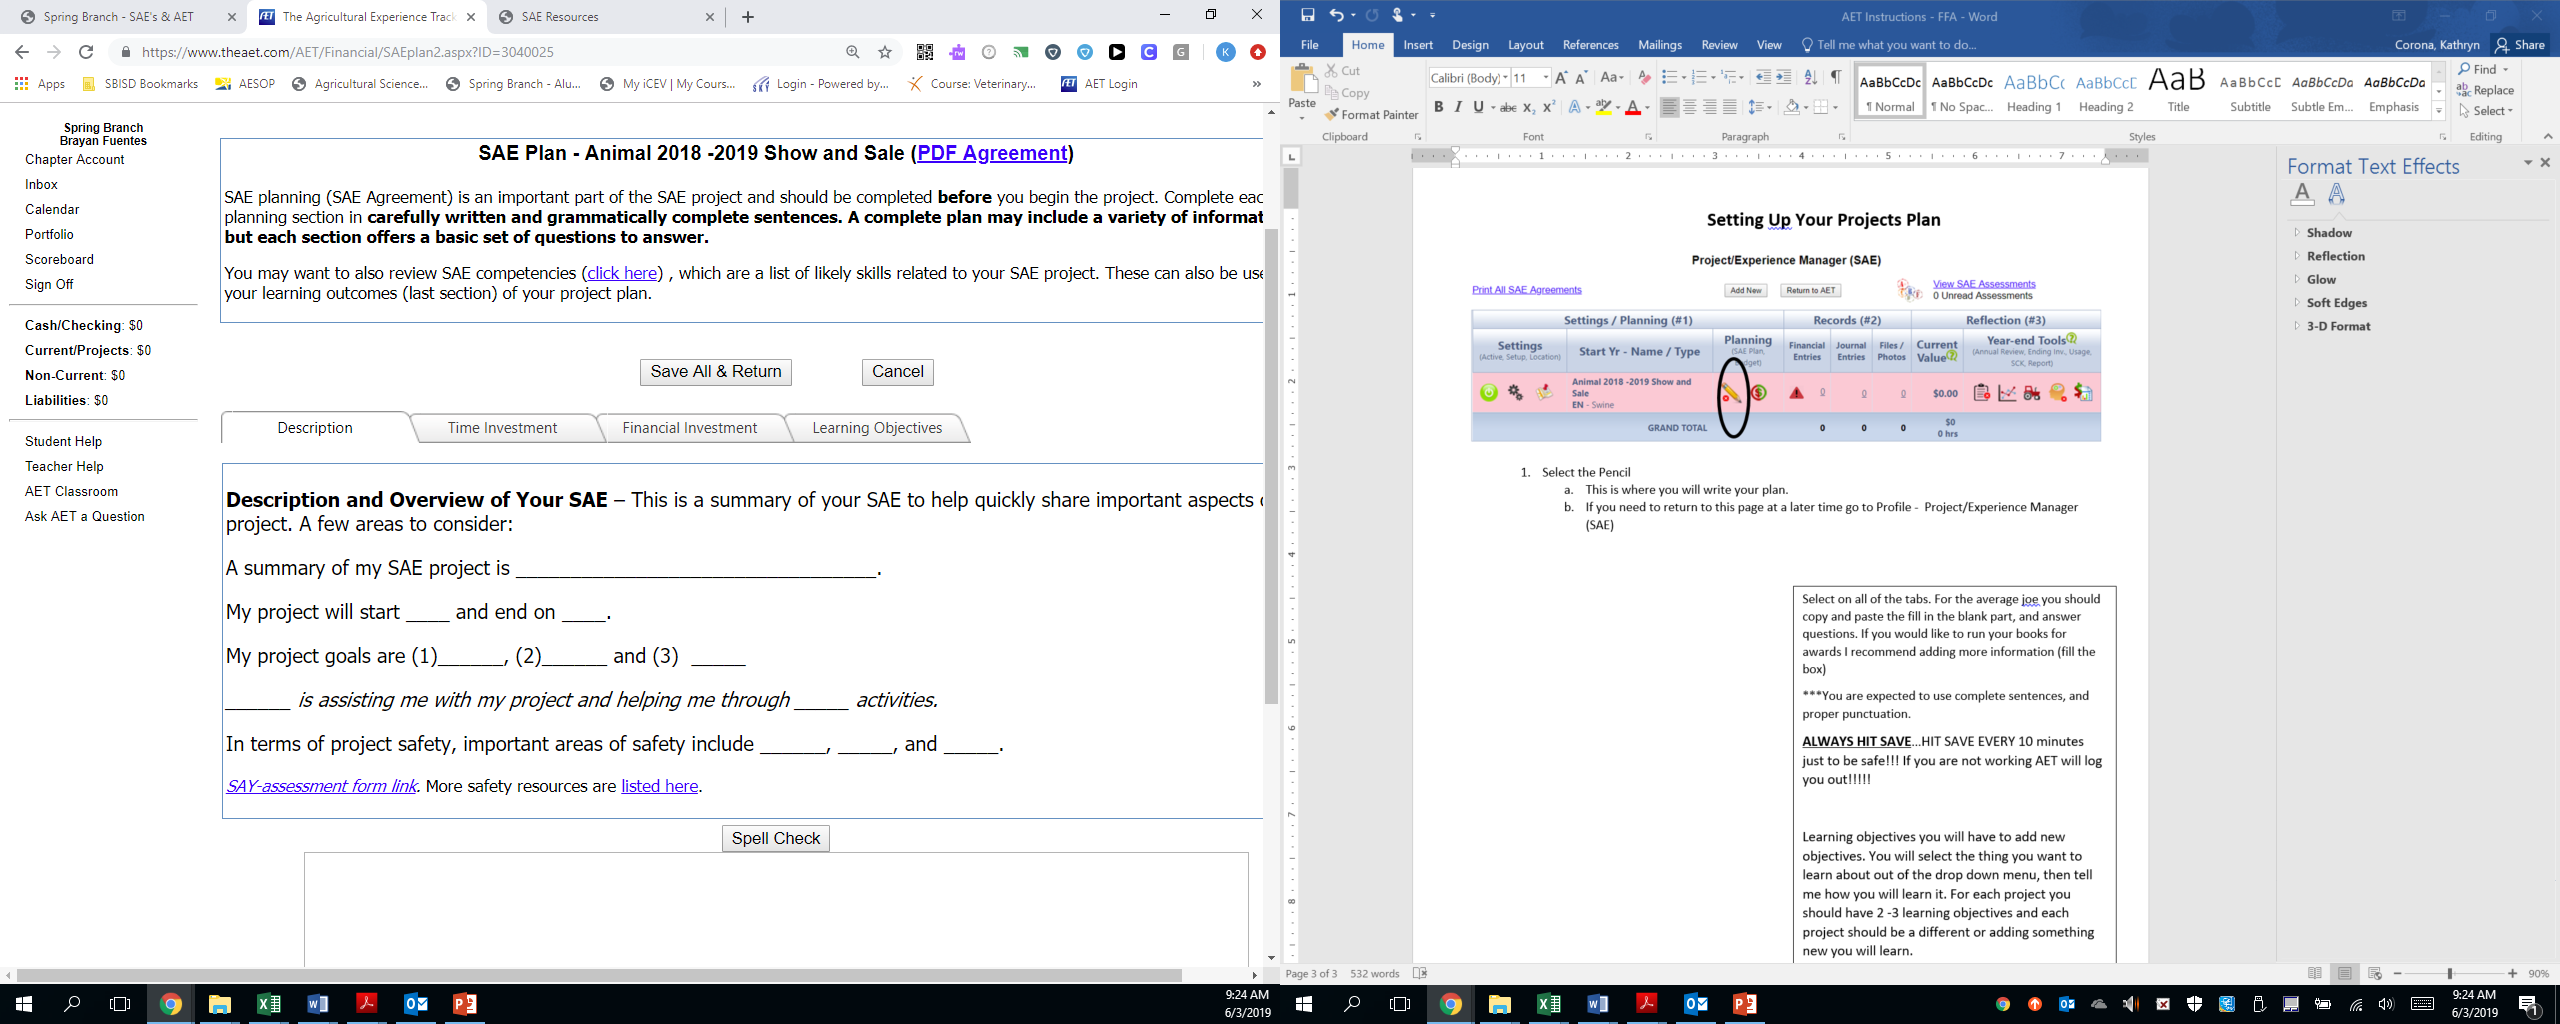 Spring Branch - SAE's & AET
The Agricultural Experience Track
SAE Resources
https://www.theaet.com/AET/Financial/SAEplan2.aspx?ID=3040025
Apps
SBISD Bookmarks
AESOP
Agricultural Science...
Spring Branch - Alu...
My iCEV | My Cours...
Login - Powered by...
Course: Veterinary...
AET Login
Spring Branch
Brayan Fuentes
Chapter Account
Inbox
Calendar
Portfolio
Scoreboard
Sign Off
Cash/Checking: $0
Current/Projects: $0
Non-Current: $0
Liabilities: $0
Student Help
Teacher Help
AET Classroom
Ask AET a Question
SAE Plan - Animal 2018 -2019 Show and Sale (PDF Agreement)
SAE planning (SAE Agreement) is an important part of the SAE project and should be completed before you begin the project. Complete eac
planning section in carefully written and grammatically complete sentences. A complete plan may include a variety of informat
but each section offers a basic set of questions to answer.
You may want to also review SAE competencies (click here) , which are a list of likely skills related to your SAE project. These can also be use
your learning outcomes (last section) of your project plan.
Save All & Return
Cancel
Description
Time Investment
Financial Investment
Learning Objectives
Description and Overview of Your SAE – This is a summary of your SAE to help quickly share important aspects o
project. A few areas to consider:
A summary of my SAE project is _________________________________.
My project will start ____ and end on ____.
My project goals are (1)______, (2)______ and (3) _____
______ is assisting me with my project and helping me through _____ activities.
In terms of project safety, important areas of safety include ______, _____, and _____.
SAY-assessment form link. More safety resources are listed here.
Spell Check
9:24 AM
6/3/2019
AET Instructions - FFA - Word
File
Home
Insert
Design
Layout
References
Mailings
Review
View
Tell me what you want to do...
Corona, Kathryn
Share
Paste
Cut
Copy
Format Painter
Clipboard
Calibri (Body)
11
Font
Paragraph
AaBbCcDc
¶ Normal
AaBbCcDc
¶ No Spac...
AaBbCc
Heading 1
AaBbCcD
Heading 2
AaB
Title
AaBbCcD
Subtitle
AaBbCcDa
Subtle Em...
AaBbCcDa
Emphasis
Styles
Find
Replace
Select
Editing
Setting Up Your Projects Plan
Project/Experience Manager (SAE)
Print All SAE Agreements
Add New
Return to AET
View SAE Assessments
0 Unread Assessments
Settings / Planning (#1)
Records (#2)
Reflection (#3)
Settings
(Active, Setup, Location)
Start Yr - Name / Type
Planning
(SAE Plan,
Financial
Entries
Journal
Entries
Files /
Photos
Current
Value
Year-end Tools
(Annual Review, Ending Inv., Usage,
SCK, Report)
Animal 2018 -2019 Show and
Sale
EN - Swine
0
0
0
$0.00
GRAND TOTAL
0
0
0
$0
0 hrs
1. Select the Pencil
a. This is where you will write your plan.
b. If you need to return to this page at a later time go to Profile - Project/Experience Manager
(SAE)
Select on all of the tabs. For the average joe you should
copy and paste the fill in the blank part, and answer
questions. If you would like to run your books for
awards I recommend adding more information (fill the
box)
***You are expected to use complete sentences, and
proper punctuation.
ALWAYS HIT SAVE...HIT SAVE EVERY 10 minutes
just to be safe!!! If you are not working AET will log
you out!!!!!
Learning objectives you will have to add new
objectives. You will select the thing you want to
learn about out of the drop down menu, then tell
me how you will learn it. For each project you
should have 2 -3 learning objectives and each
project should be a different or adding something
new you will learn.
Format Text Effects
Shadow
Reflection
Glow
Soft Edges
3-D Format
Page 3 of 3
532 words
90%
9:24 AM
6/3/2019